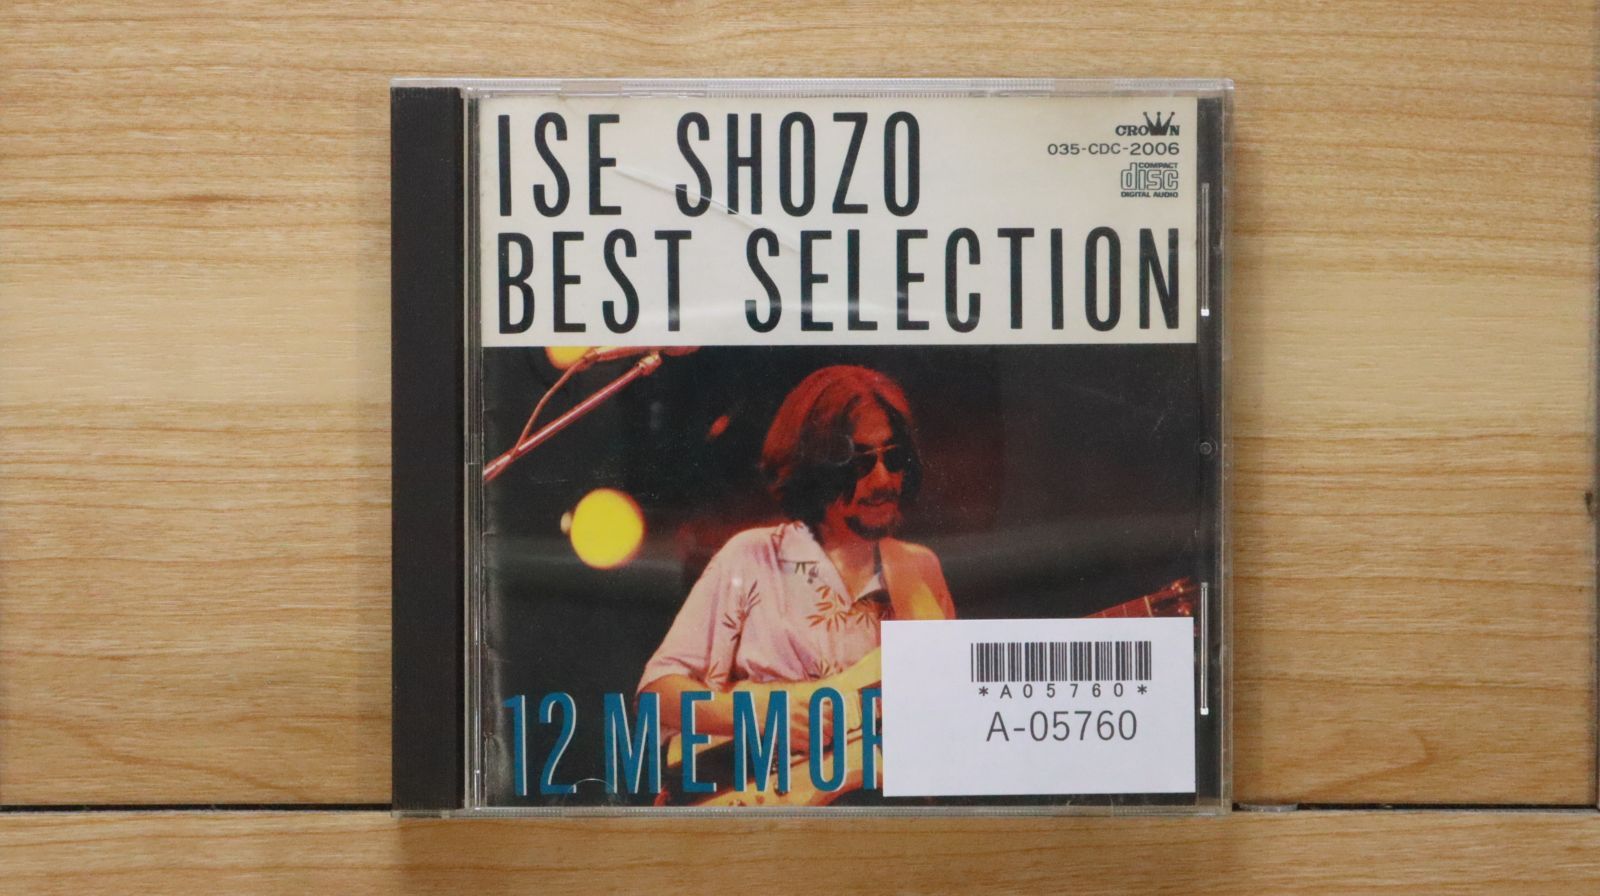 ISE SHOZO
BEST SELECTION
CROWN
035-CDC-2006
COMPACT
disc
DIGITAL AUDIO
12 MEMOR
*A05760*
A-05760